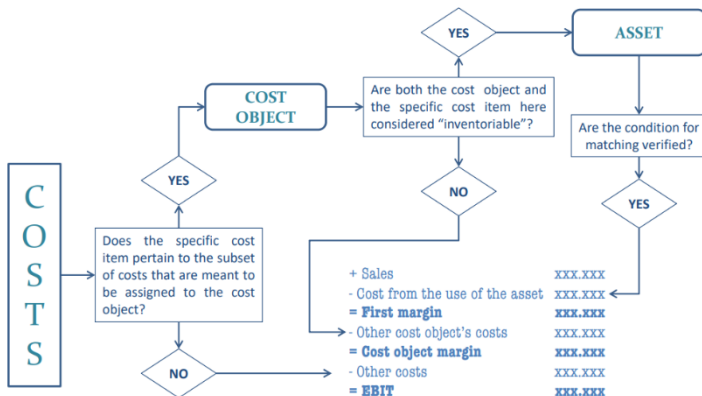 YES
ASSET
COST
OBJECT
Are both the cost object and
the specific cost item here
considered “inventoriable”?
Are the condition for
matching verified?
YES
NO
YES
C
O
S
T
S
Does the specific cost
item pertain to the subset
of costs that are meant to
be assigned to the cost
object?
NO
+ Sales xxx.xxx
- Cost from the use of the asset xxx.xxx
= First margin xxx.xxx
- Other cost object's costs xxx.xxx
= Cost object margin xxx.xxx
- Other costs xxx.xxx
= EBIT xxx.xxx